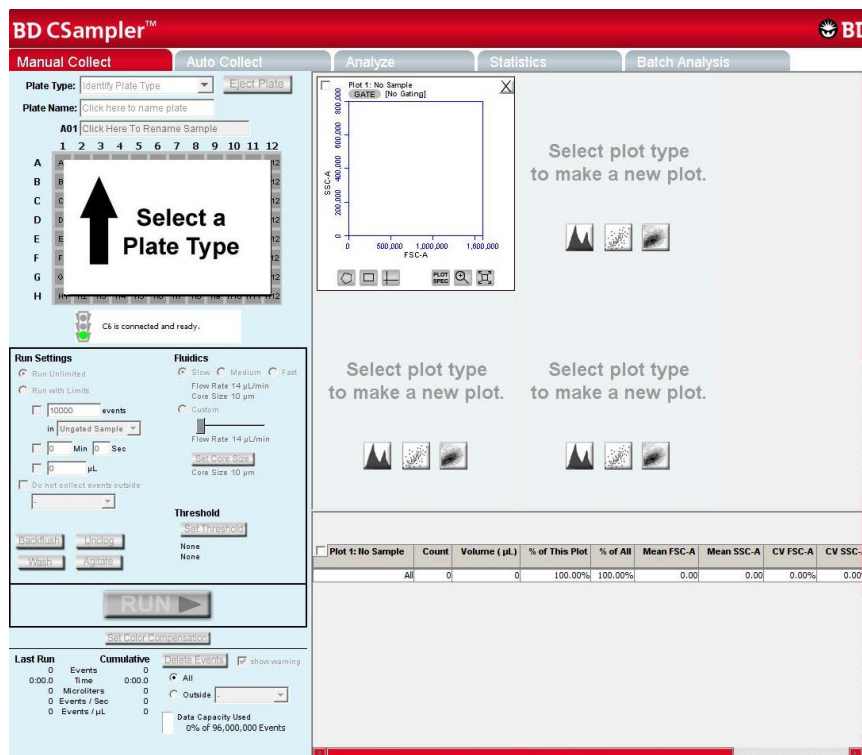 BD CSampler™
BD
Manual Collect
Auto Collect
Analyze
Statistics
Batch Analysis
Plate Type: Identify Plate Type
Eject Plate
Plate Name: Click here to name plate
A01 Click Here To Rename Sample
1 2 3 4 5 6 7 8 9 10 11 12
A
B
C
D
E
F
G
H
Select a
Plate Type
C6 is connected and ready.
Run Settings
Run Unlimited
Run with Limits
10000 events
in Ungated Sample
0 Min 0 Sec
0 µL
Do not collect events outside
-
Backflush
Unclog
Wash
Agitate
Fluidics
Slow Medium Fast
Flow Rate 14 µL/min
Core Size 10 µm
Custom
Flow Rate 14 µL/min
Set Core Size
Core Size 10 µm
Threshold
Set Threshold
None
None
RUN
Set Color Compensation
Last Run Cumulative
0 Events 0
0:00.0 Time 0:00.0
0 Microliters 0
0 Events / Sec 0
0 Events / µL 0
Delete Events
show warning
All
Outside -
Data Capacity Used
0% of 96,000,000 Events
Plot 1: No Sample
GATE [No Gating]
X
SSC-A
800,000
600,000
400,000
200,000
0
0 500,000 1,000,000 1,600,000
FSC-A
PLOT
SPEC
Select plot type
to make a new plot.
Select plot type
to make a new plot.
Select plot type
to make a new plot.
Plot 1: No Sample Count Volume ( µL) % of This Plot % of All Mean FSC-A Mean SSC-A CV FSC-A CV SSC-
All 0 0 100.00% 100.00% 0.00 0.00 0.00% 0.00